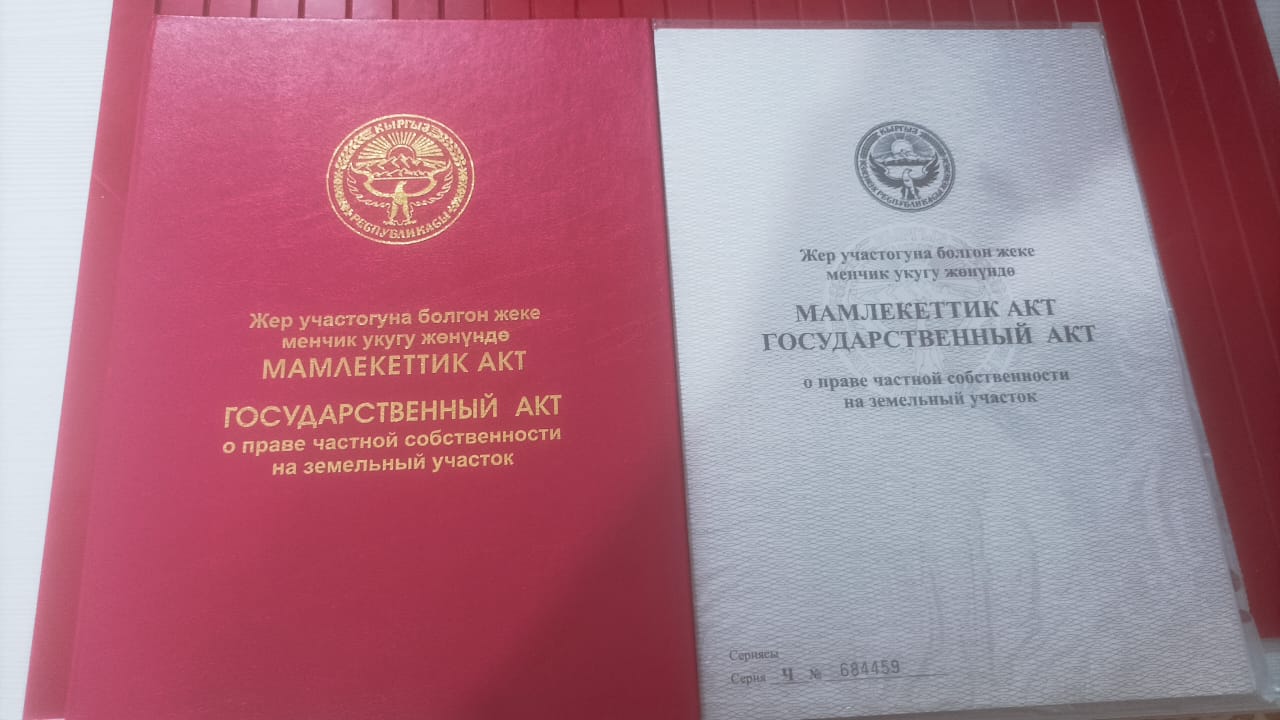 КЫРГЫЗ
РЕСПУБЛИКАСЫ
Жер участогуна болгон жеке
менчик укугу жөнүндө
МАМЛЕКЕТТИК АКТ
ГОСУДАРСТВЕННЫЙ АКТ
о праве частной собственности
на земельный участок
КЫРГЫЗ
РЕСПУБЛИКАСЫ
Жер участогуна болгон жеке
менчик укугу жөнүндө
МАМЛЕКЕТТИК АКТ
ГОСУДАРСТВЕННЫЙ АКТ
о праве частной собственности
на земельный участок
Сериясы
Серия Ч № 684459